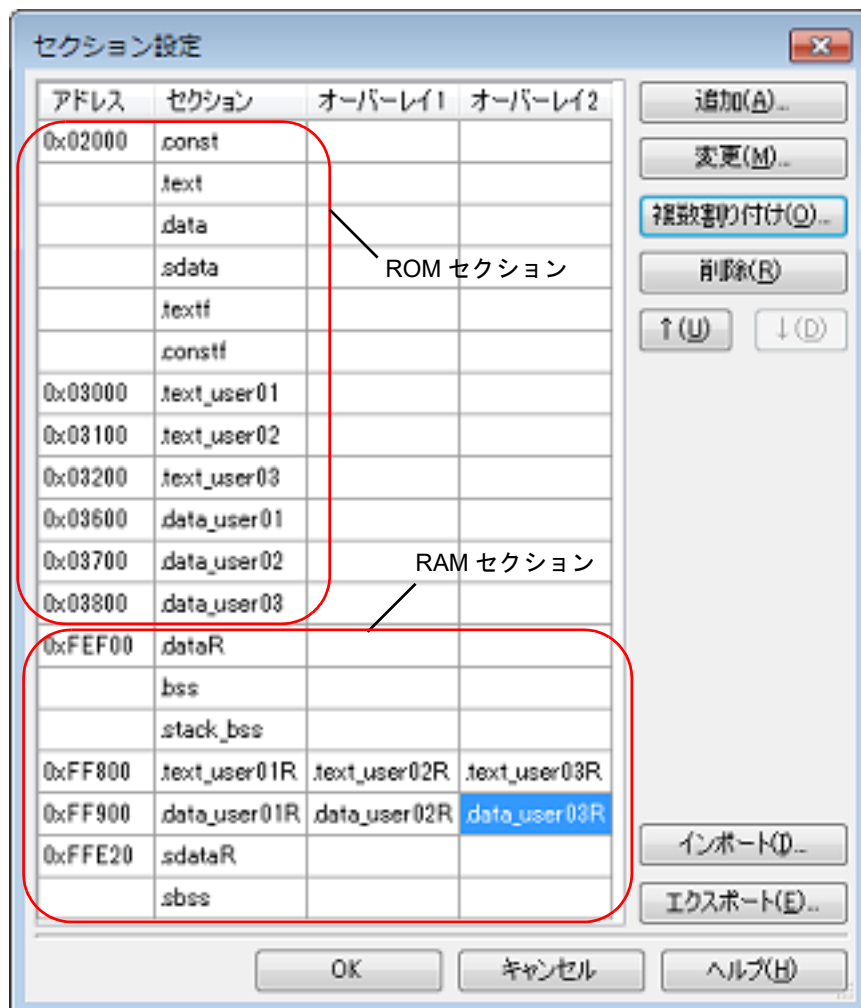 セクション設定
アドレス セクション オーバーレイ1 オーバーレイ2
0x02000 .const
.text
.data
.sdata
.textf
.constf
0x03000 .text_user01
0x03100 .text_user02
0x03200 .text_user03
0x03600 .data_user01
0x03700 .data_user02
0x03800 .data_user03
0xFEF00 .dataR
.bss
.stack_bss
0xFF800 .text_user01R .text_user02R .text_user03R
0xFF900 .data_user01R .data_user02R .data_user03R
0xFFE20 .sdataR
.sbss
ROM セクション
RAM セクション
追加(A)...
変更(M)...
複数割り付け(O)...
削除(R)
↑(U) ↓(D)
インポート(I)...
エクスポート(E)...
OK キャンセル ヘルプ(H)